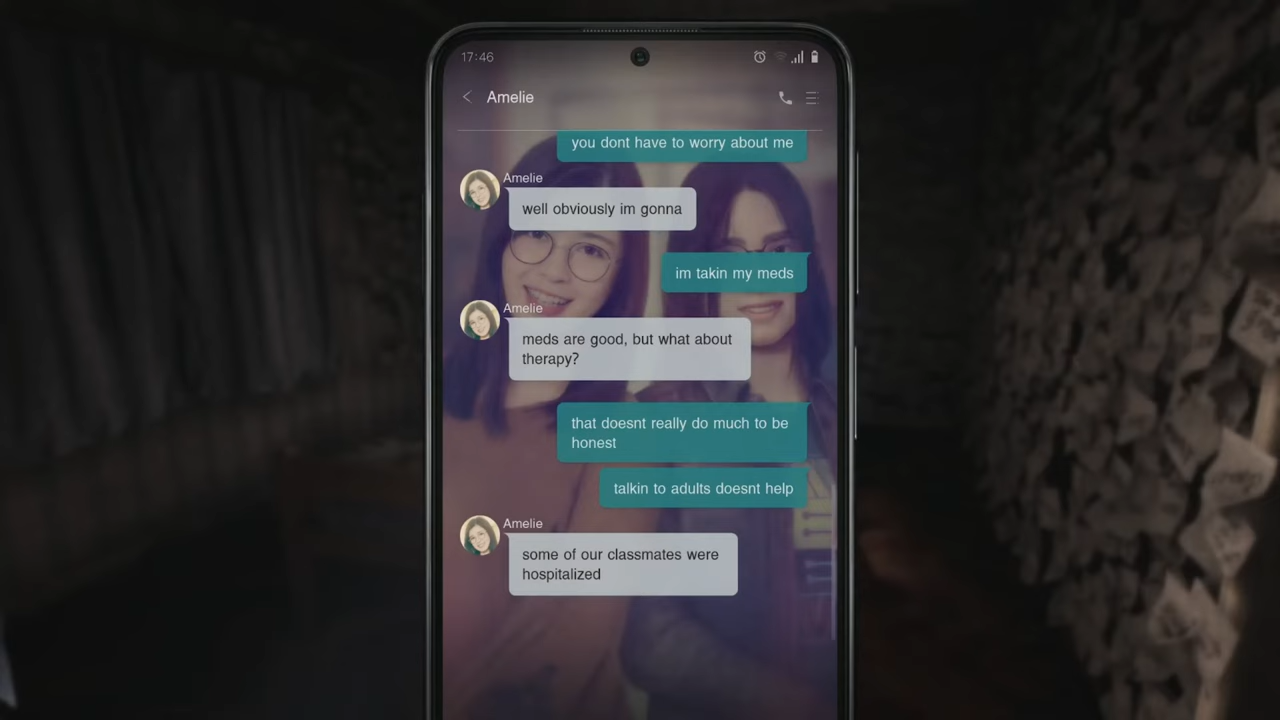 17:46
Amelie
you dont have to worry about me
Amelie
well obviously im gonna
im takin my meds
Amelie
meds are good, but what about
therapy?
that doesnt really do much to be
honest
talkin to adults doesnt help
Amelie
some of our classmates were
hospitalized